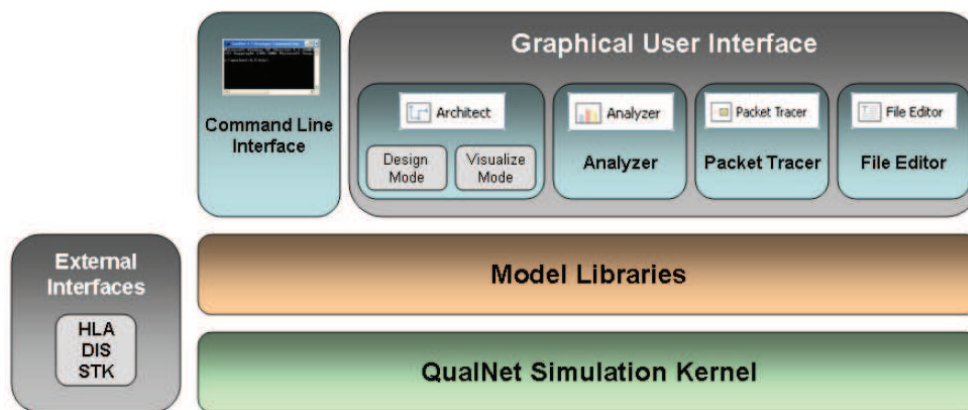 Graphical User Interface
Command Line
Interface
Architect
Design
Mode
Visualize
Mode
Analyzer
Analyzer
Packet Tracer
Packet Tracer
File Editor
File Editor
External
Interfaces
HLA
DIS
STK
Model Libraries
QualNet Simulation Kernel